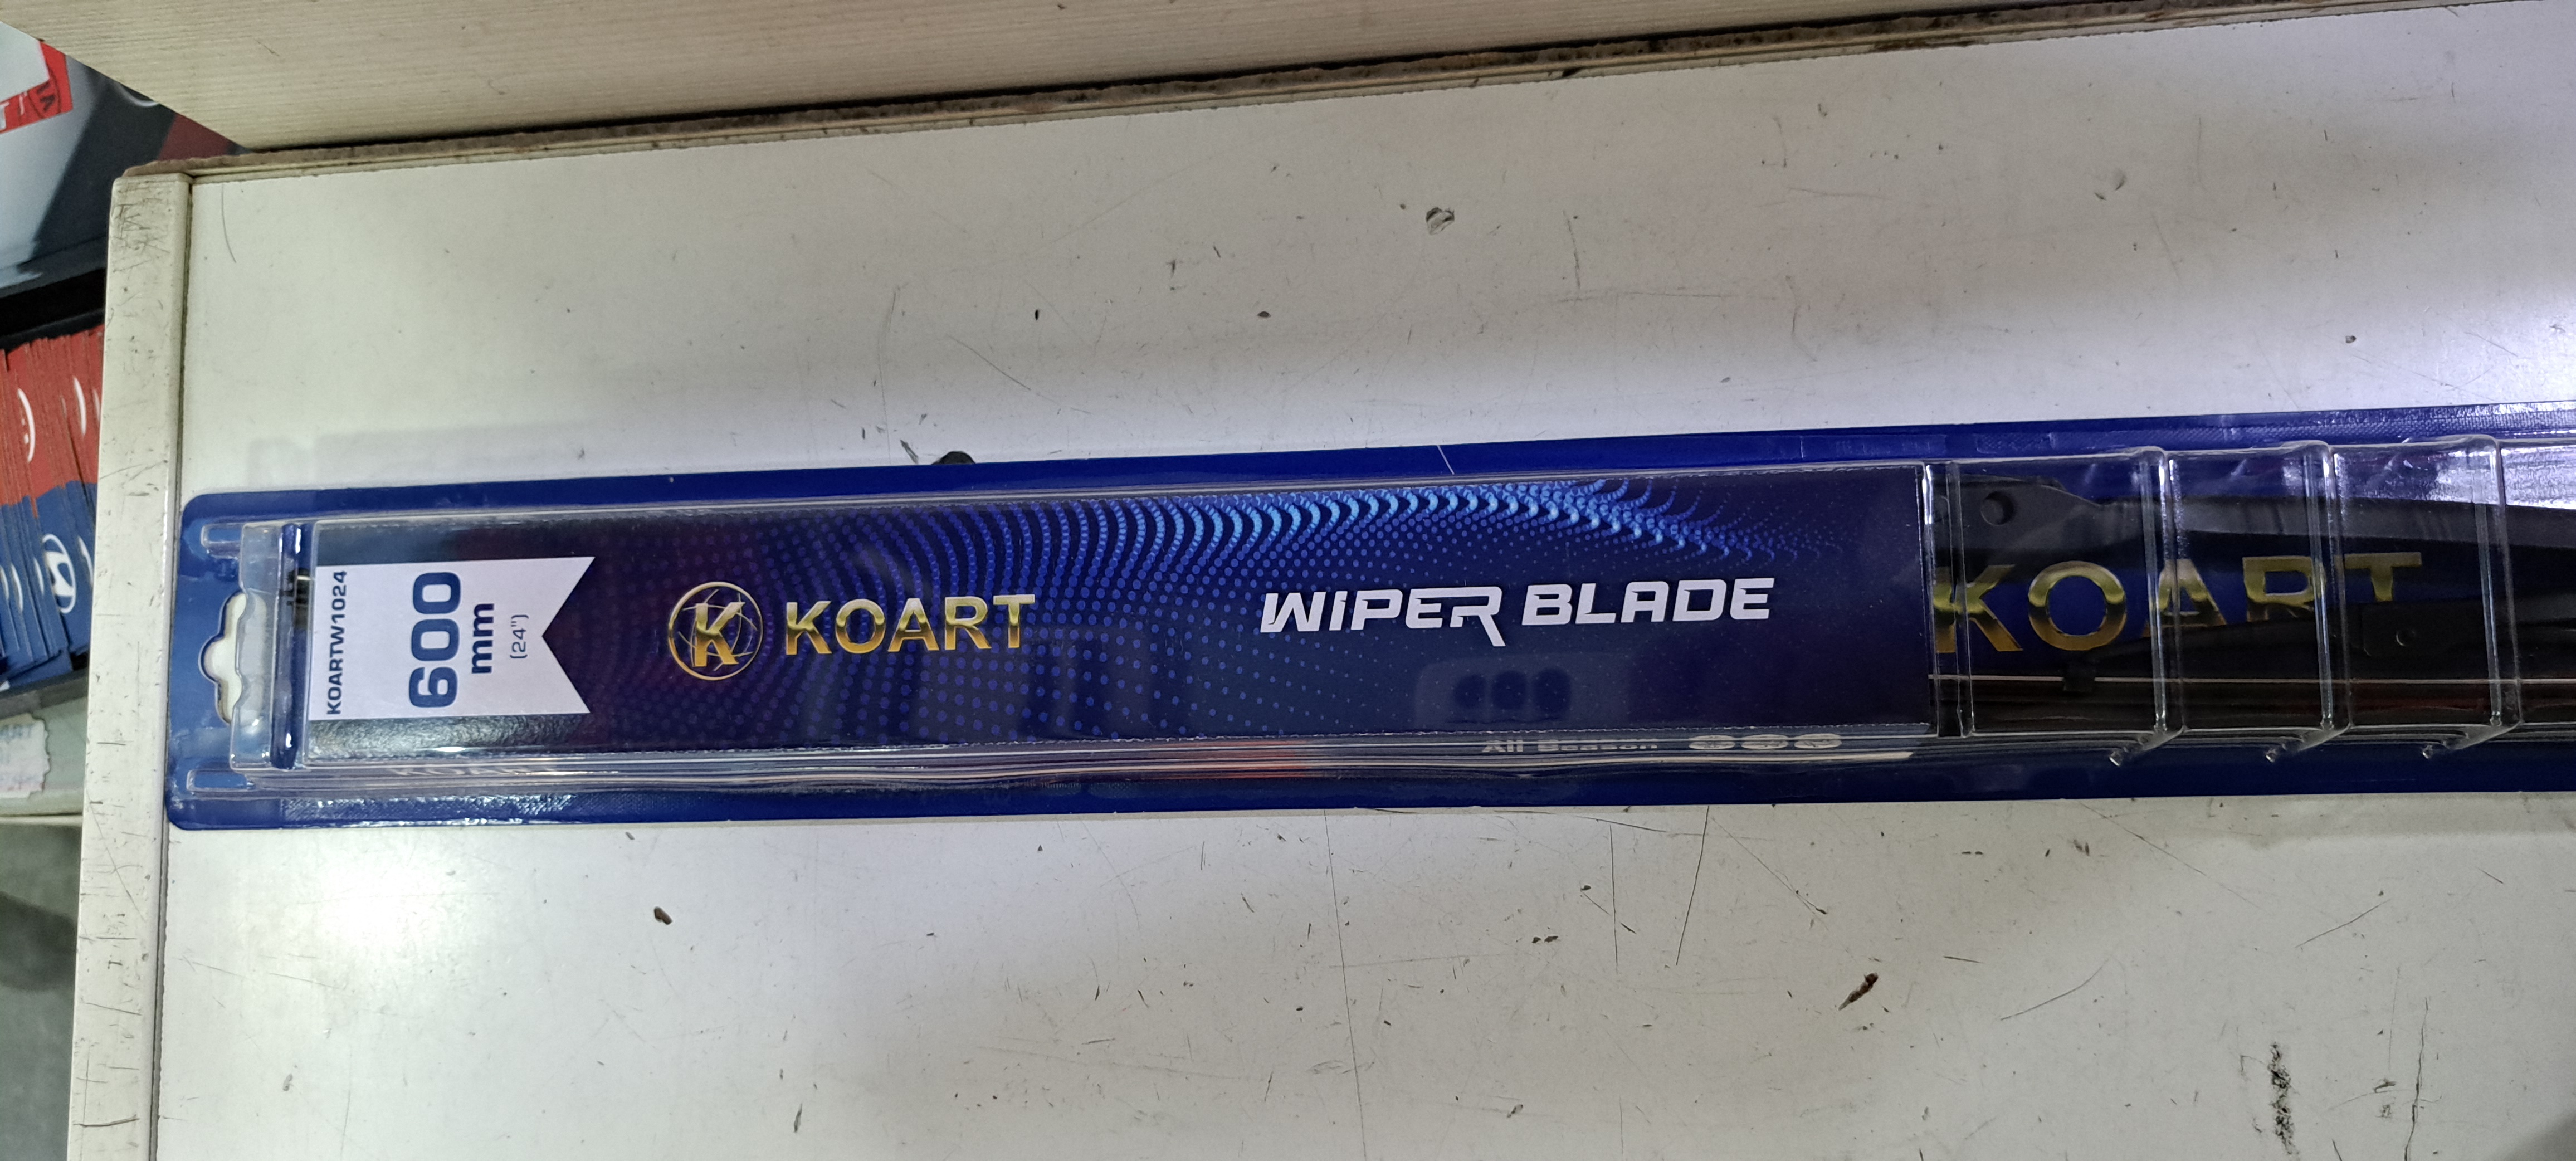 KOARTW1024
600
mm
(24")
K KOART
WIPER BLADE
KOART
All Season